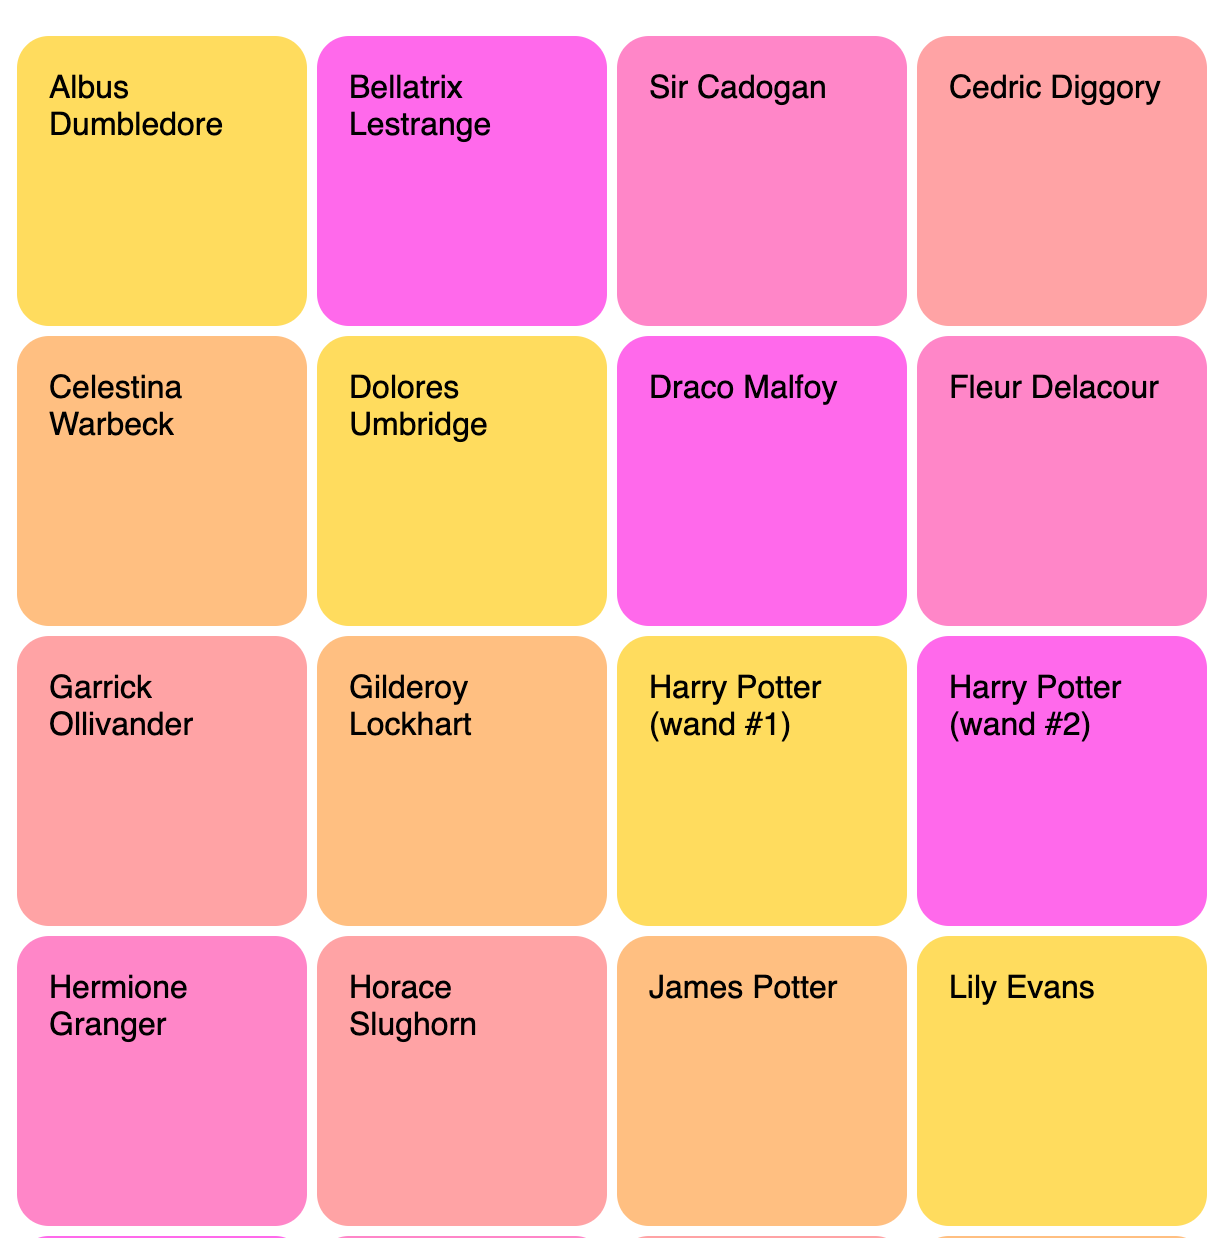 Albus
Dumbledore
Bellatrix
Lestrange
Sir Cadogan
Cedric Diggory
Celestina
Warbeck
Dolores
Umbridge
Draco Malfoy
Fleur Delacour
Garrick
Ollivander
Gilderoy
Lockhart
Harry Potter
(wand #1)
Harry Potter
(wand #2)
Hermione
Granger
Horace
Slughorn
James Potter
Lily Evans